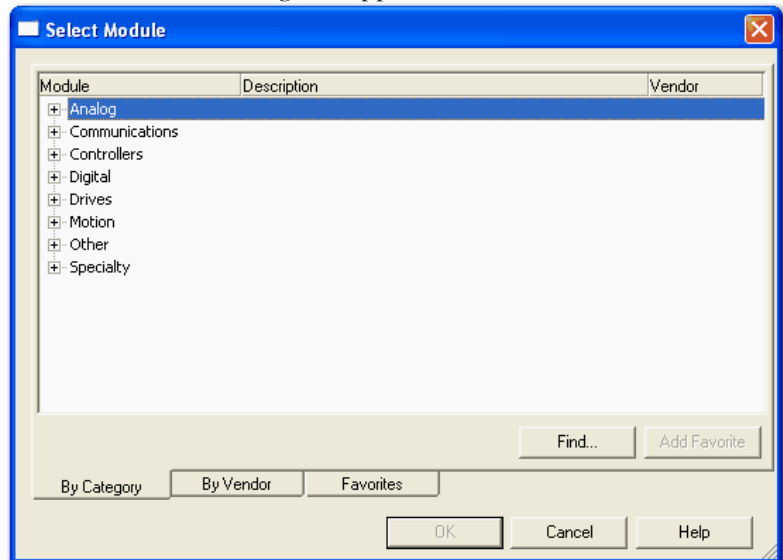 Select Module
Module Description Vendor
Analog
Communications
Controllers
Digital
Drives
Motion
Other
Specialty
Find... Add Favorite
By Category By Vendor Favorites
OK Cancel Help